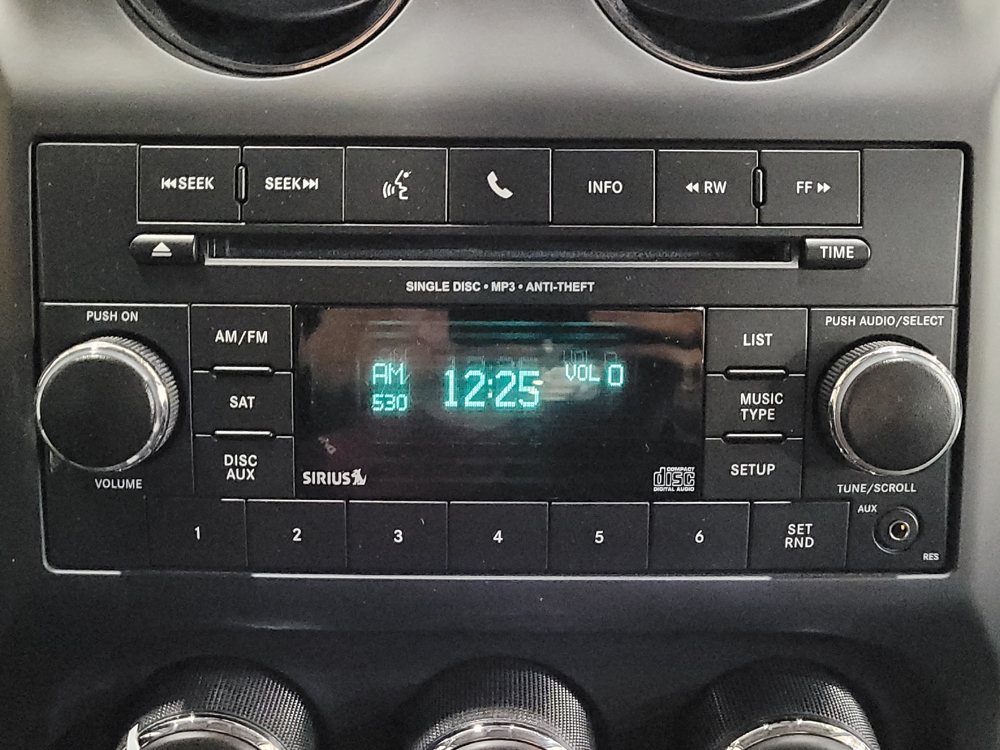 SEEK
SEEK
INFO
RW
FF
TIME
SINGLE DISC • MP3 • ANTI-THEFT
PUSH ON
AM/FM
LIST
PUSH AUDIO/SELECT
AM
530
12:25
VOL 0
SAT
MUSIC
TYPE
DISC
AUX
SETUP
VOLUME
SIRIUS
COMPACT
disc
DIGITAL AUDIO
TUNE/SCROLL
1
2
3
4
5
6
SET
RND
AUX
RES